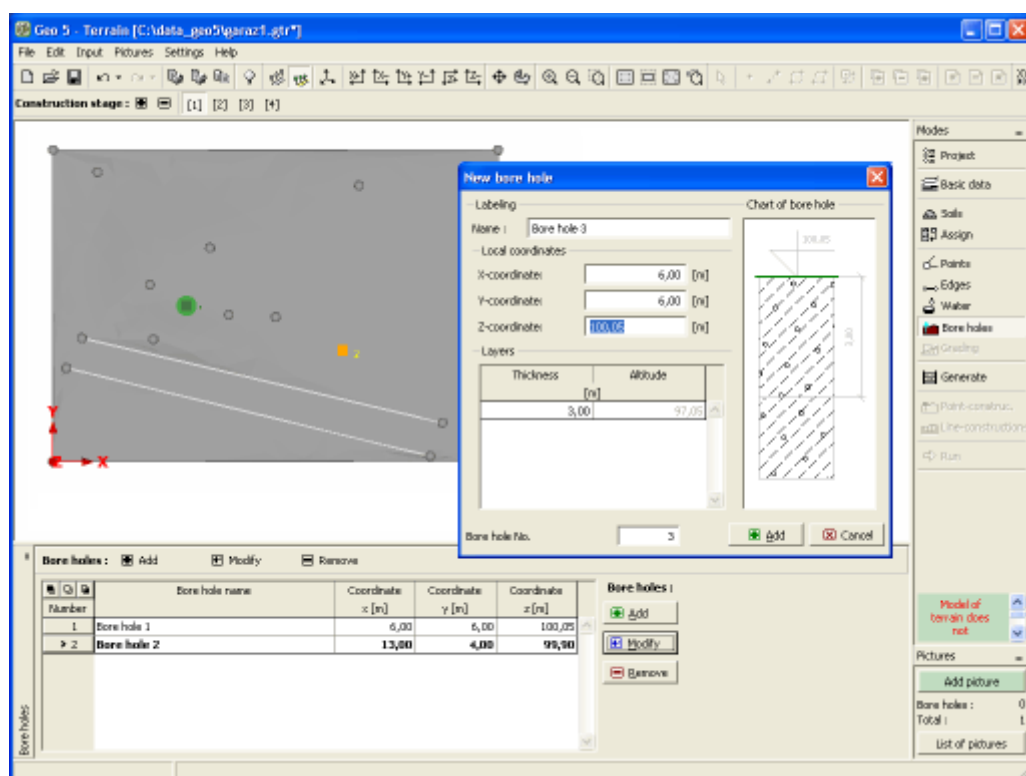 Geo 5 - Terrain [C:\data_geo5\garaz1.gtr*]
File Edit Input Pictures Settings Help
Construction stage : [1] [2] [3] [4]
2
Y
X
New bore hole
Labeling
Name : Bore hole 3
Local coordinates
X-coordinate: 6,00 [m]
Y-coordinate: 6,00 [m]
Z-coordinate: 100,05 [m]
Layers
Thickness Altitude
[m]
3,00 97,05
Bore hole No. 3
Chart of bore hole
100,05
Add Cancel
Modes
Project
Basic data
Soils
Assign
Points
Edges
Water
Bore holes
Grading
Generate
Point-construc.
Line-constructions
Run
Model of
terrain does
not
Pictures
Add picture
Bore holes : 0
Total : 1
List of pictures
Bore holes : Add Modify Remove
Number Bore hole name Coordinate x [m] Coordinate y [m] Coordinate z [m]
1 Bore hole 1 6,00 6,00 100,05
2 Bore hole 2 13,00 4,00 99,90
Bore holes :
Add
Modify
Remove
Bore holes